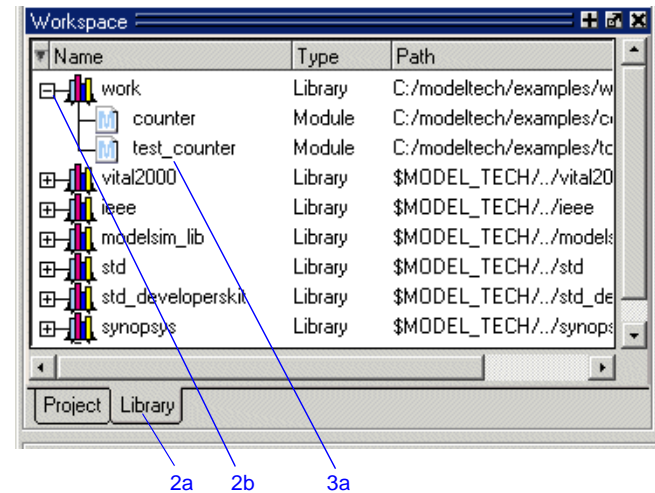 Workspace
Name Type Path
work Library C:/modeltech/examples/w
counter Module C:/modeltech/examples/c
test_counter Module C:/modeltech/examples/tc
vital2000 Library $MODEL_TECH/../vital20
ieee Library $MODEL_TECH/../ieee
modelsim_lib Library $MODEL_TECH/../models
std Library $MODEL_TECH/../std
std_developerskit Library $MODEL_TECH/../std_de
synopsys Library $MODEL_TECH/../synops
Project Library
2a 2b 3a